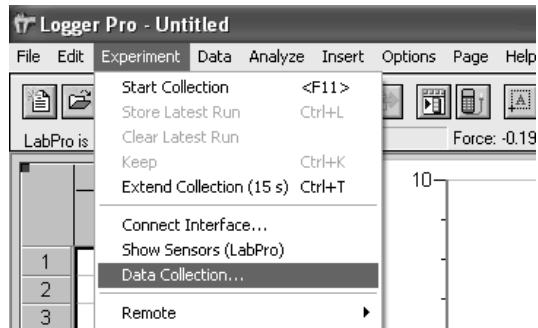 Logger Pro - Untitled
File Edit Experiment Data Analyze Insert Options Page Help
Start Collection <F11>
Store Latest Run Ctrl+L
LabPro is
Clear Latest Run
Force: -0.19
Keep Ctrl+K
Extend Collection (15 s) Ctrl+T
10
Connect Interface...
Show Sensors (LabPro)
1
Data Collection...
2
Remote
3